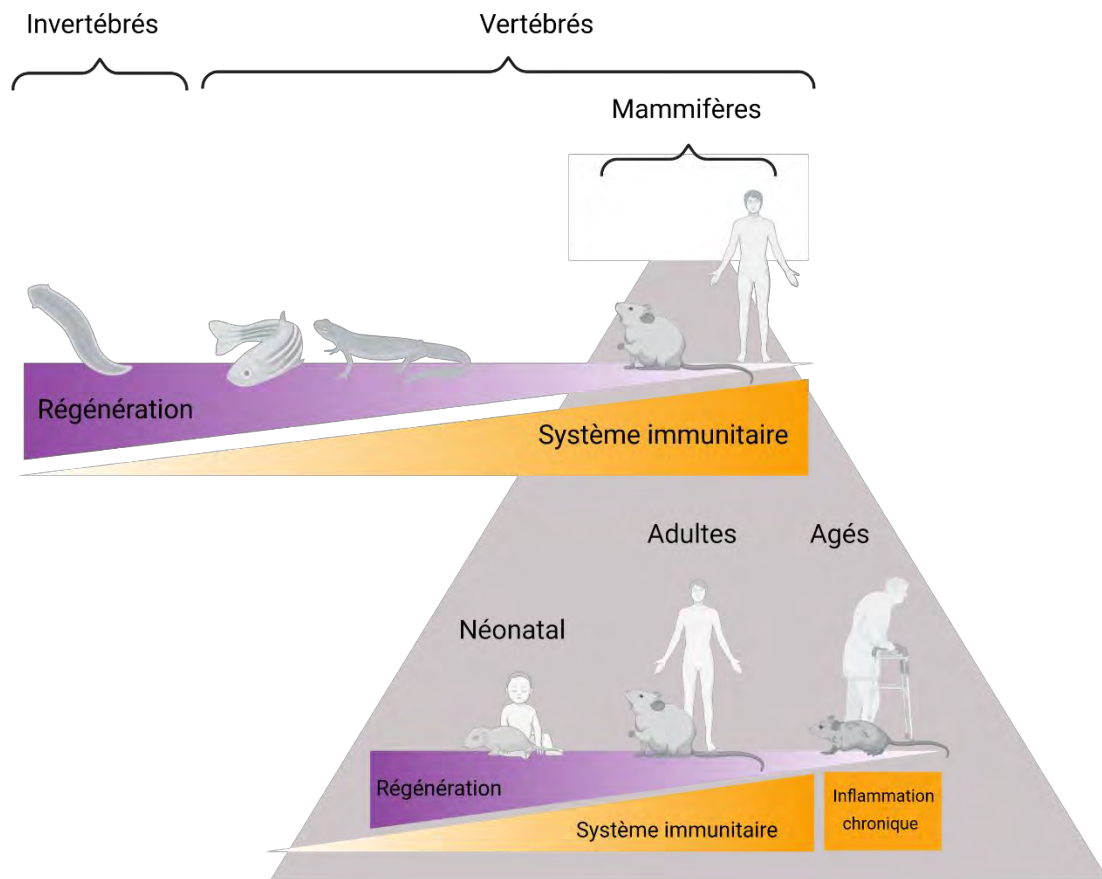 Invertébrés
Vertébrés
Mammifères
Régénération
Système immunitaire
Adultes
Agés
Néonatal
Régénération
Système immunitaire
Inflammation
chronique